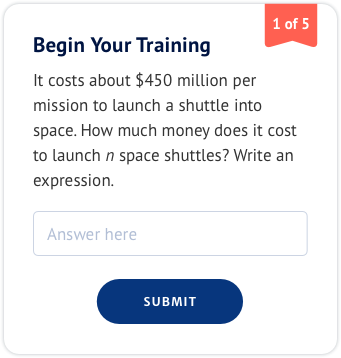 1 of 5
Begin Your Training
It costs about $450 million per
mission to launch a shuttle into
space. How much money does it cost
to launch n space shuttles? Write an
expression.
Answer here
SUBMIT